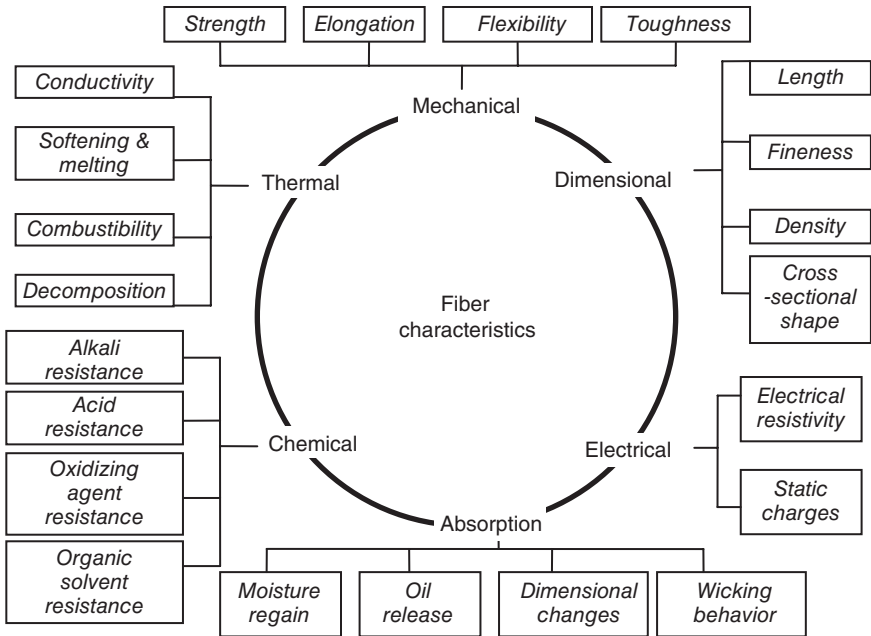 Strength
Elongation
Flexibility
Toughness
Mechanical
Conductivity
Softening &
melting
Combustibility
Decomposition
Thermal
Length
Fineness
Density
Cross
-sectional
shape
Dimensional
Fiber
characteristics
Alkali
resistance
Acid
resistance
Oxidizing
agent
resistance
Organic
solvent
resistance
Chemical
Electrical
resistivity
Static
charges
Electrical
Absorption
Moisture
regain
Oil
release
Dimensional
changes
Wicking
behavior